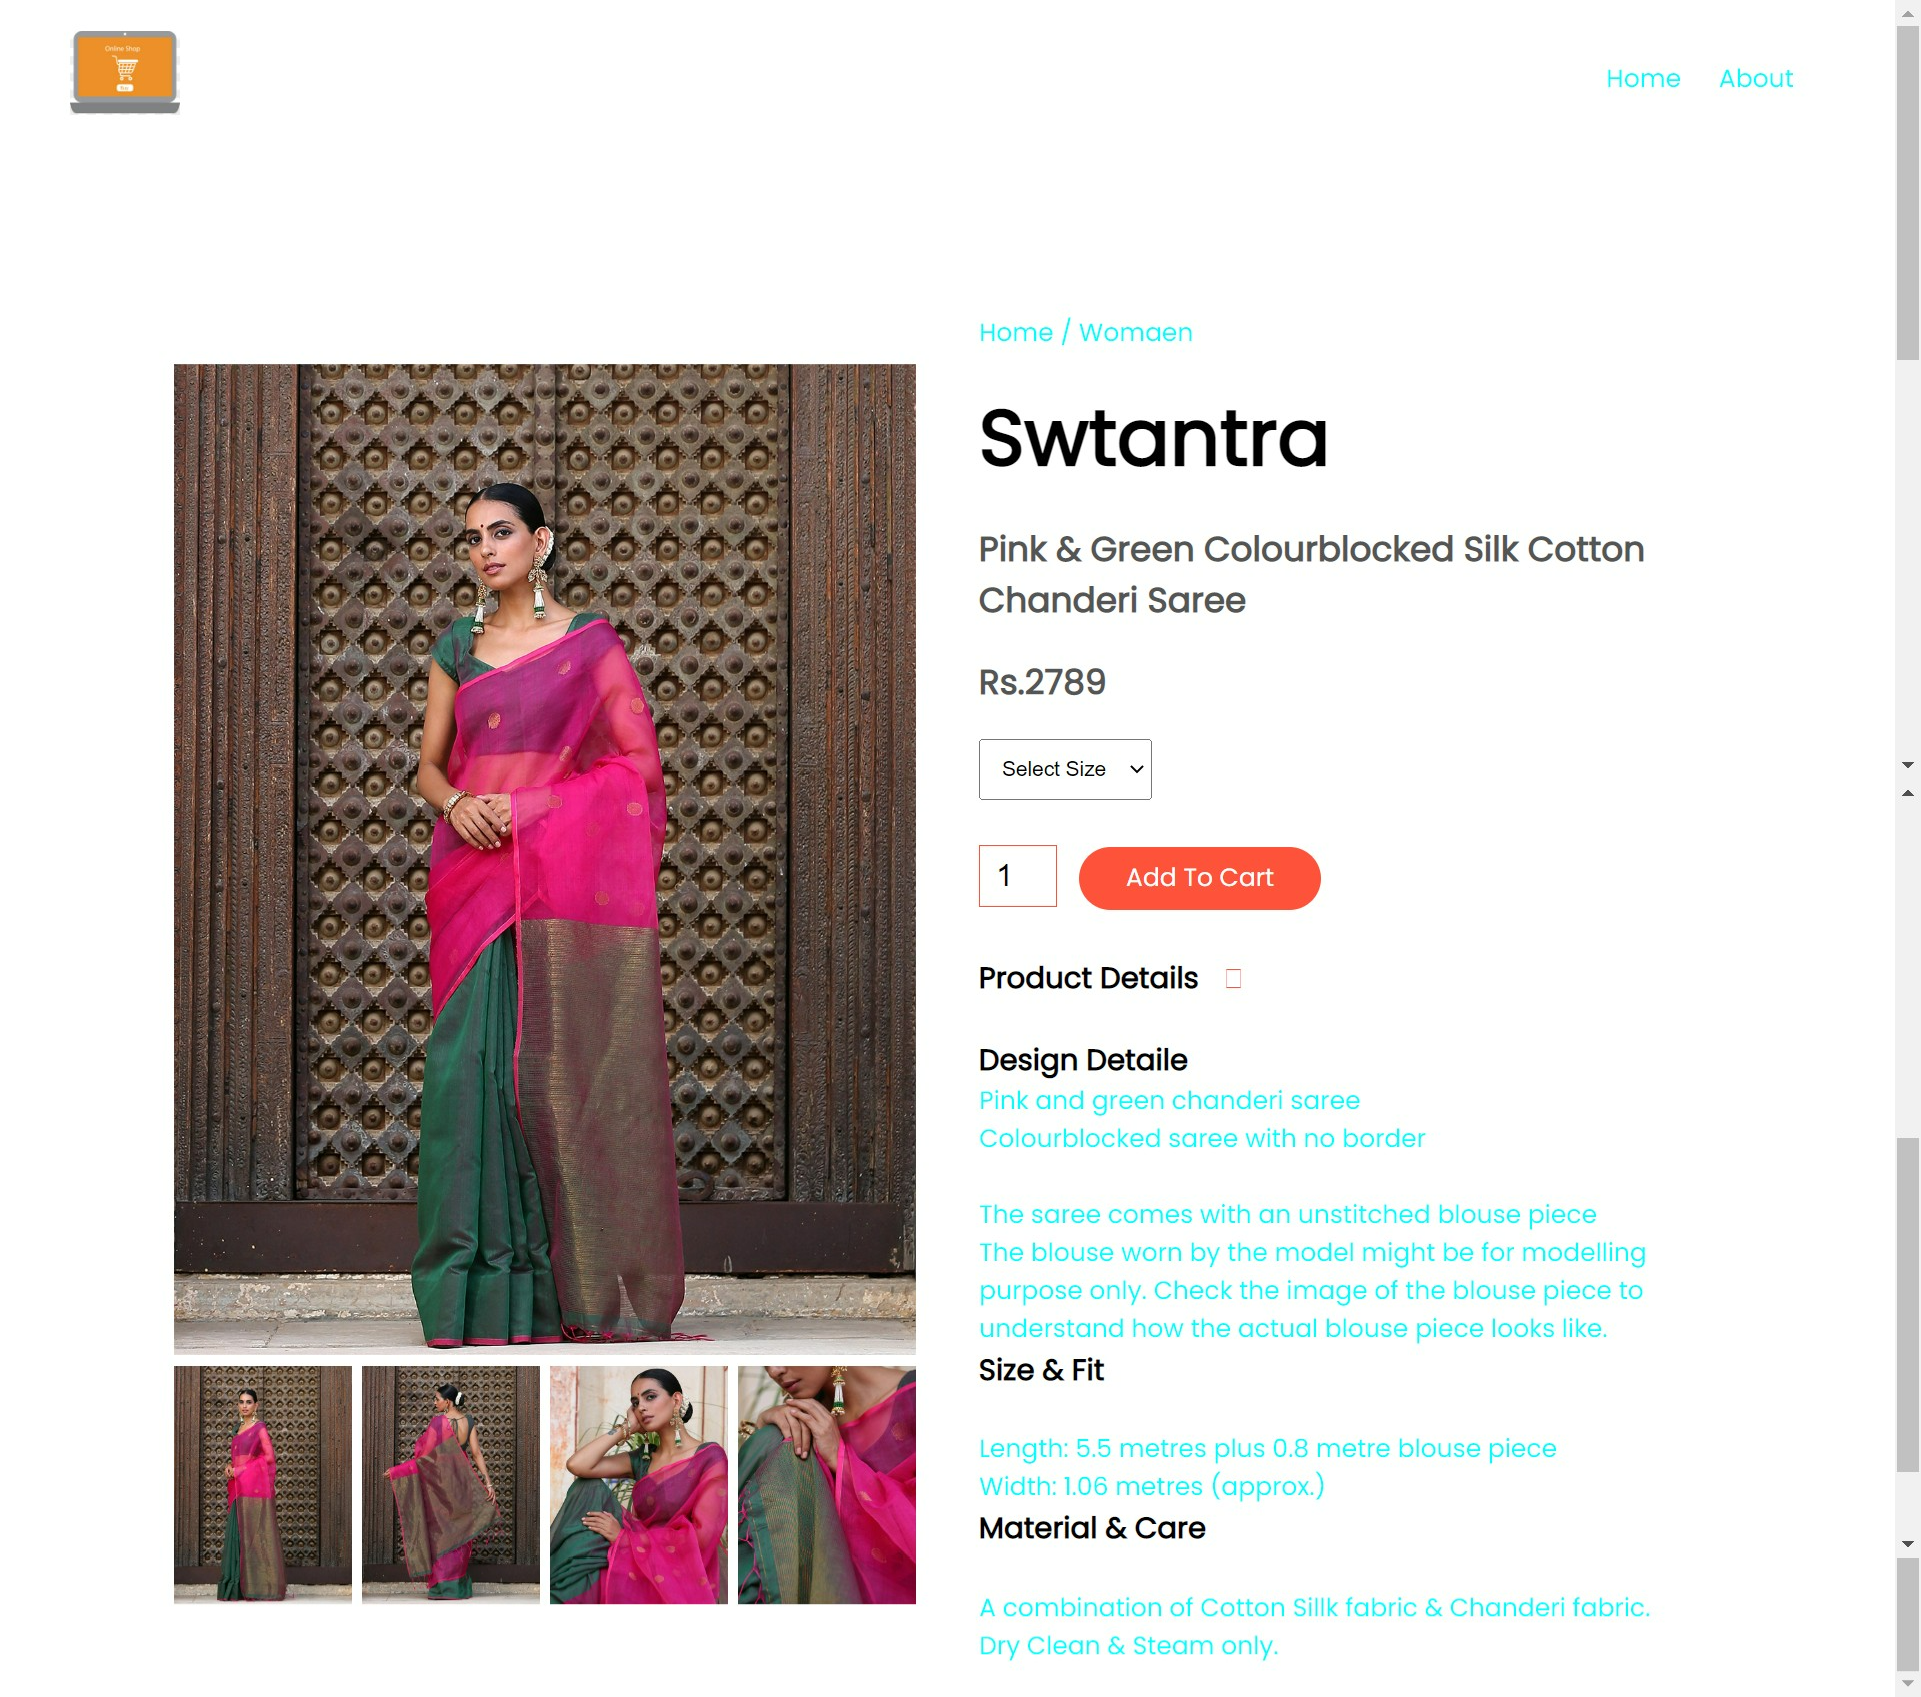 Online Shop
Home About
Home / Womaen
Swtantra
Pink & Green Colourblocked Silk Cotton
Chanderi Saree
Rs.2789
Select Size
1 Add To Cart
Product Details
Design Detaile
Pink and green chanderi saree
Colourblocked saree with no border
The saree comes with an unstitched blouse piece
The blouse worn by the model might be for modelling
purpose only. Check the image of the blouse piece to
understand how the actual blouse piece looks like.
Size & Fit
Length: 5.5 metres plus 0.8 metre blouse piece
Width: 1.06 metres (approx.)
Material & Care
A combination of Cotton Sillk fabric & Chanderi fabric.
Dry Clean & Steam only.